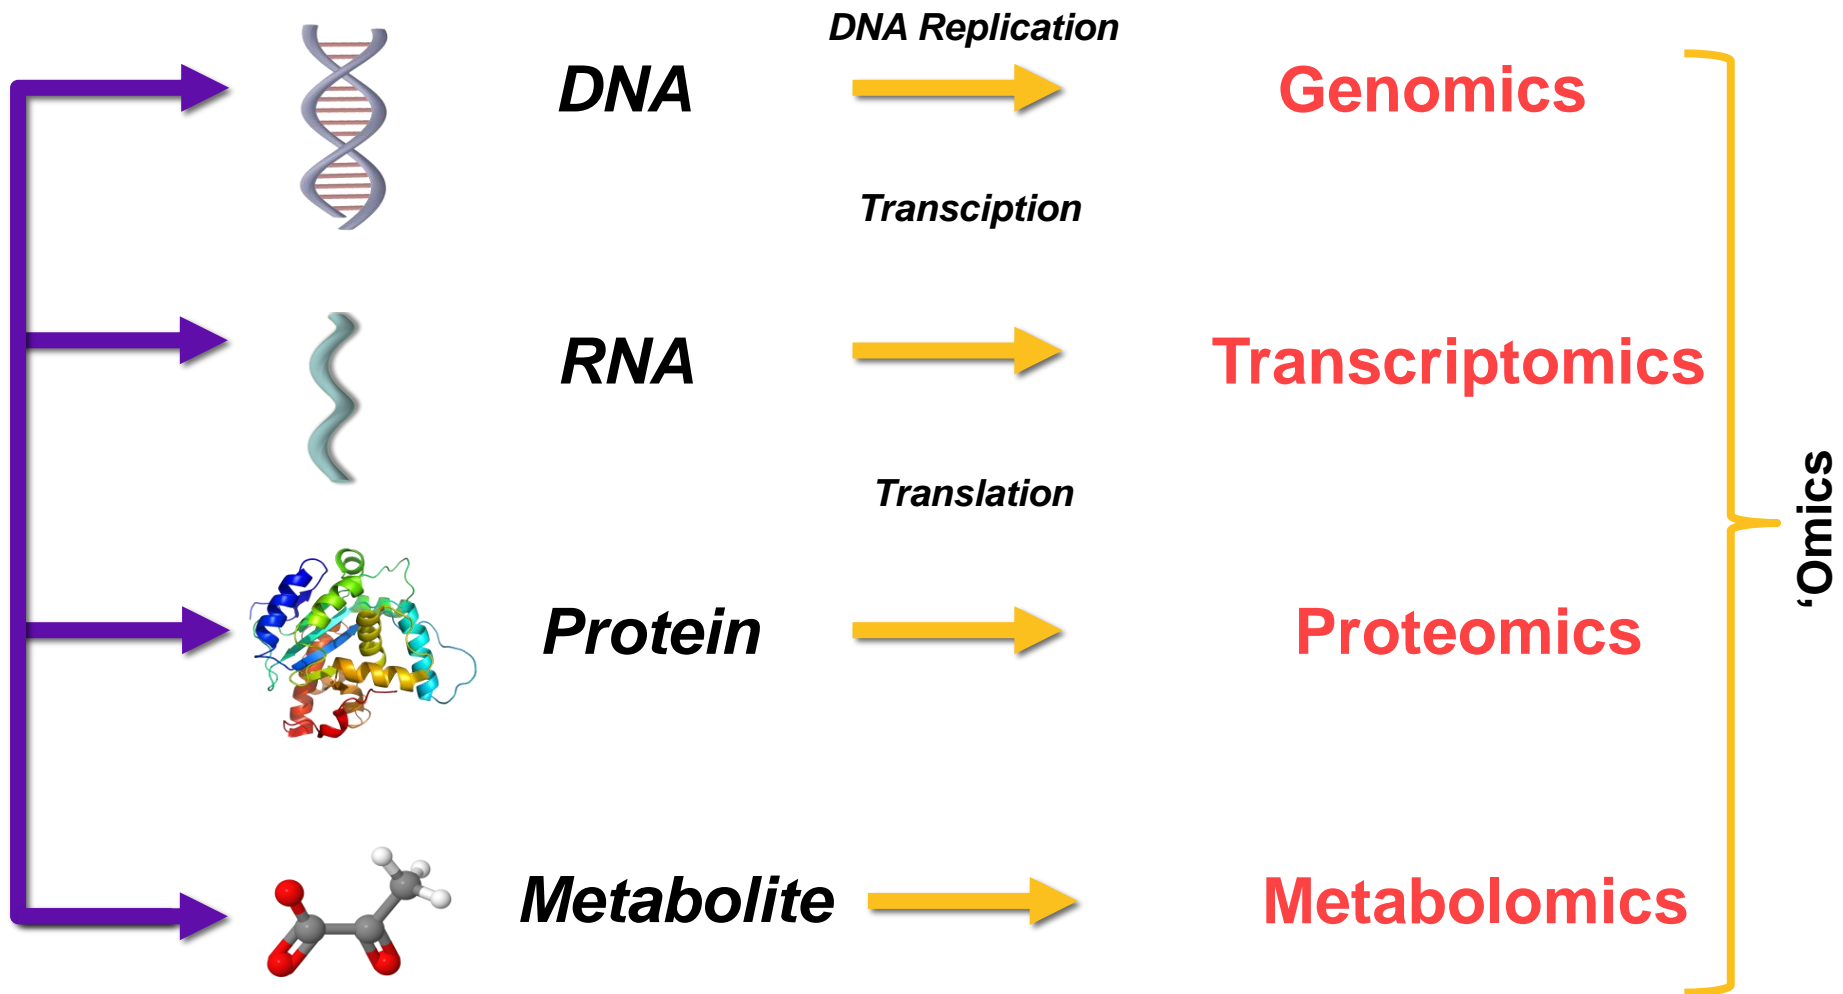 DNA Replication
DNA
Genomics
Transciption
RNA
Transcriptomics
Translation
Protein
Proteomics
Metabolite
Metabolomics
‘Omics